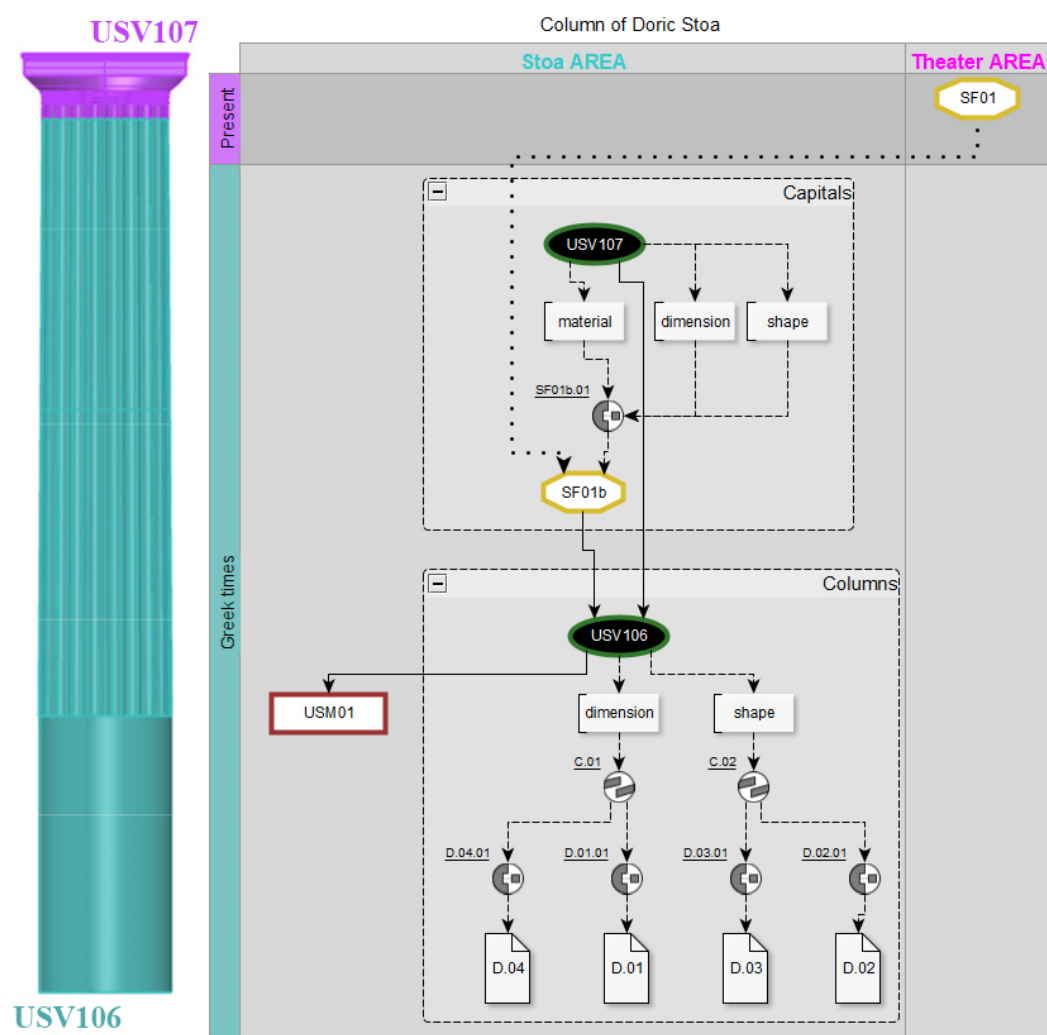 USV107
Column of Doric Stoa
Stoa AREA
Theater AREA
Present
SF01
Capitals
USV107
material
dimension
shape
SF01b.01
SF01b
Greek times
Columns
USV106
USM01
dimension
shape
C.01
C.02
D.04.01
D.01.01
D.03.01
D.02.01
D.04
D.01
D.03
D.02
USV106